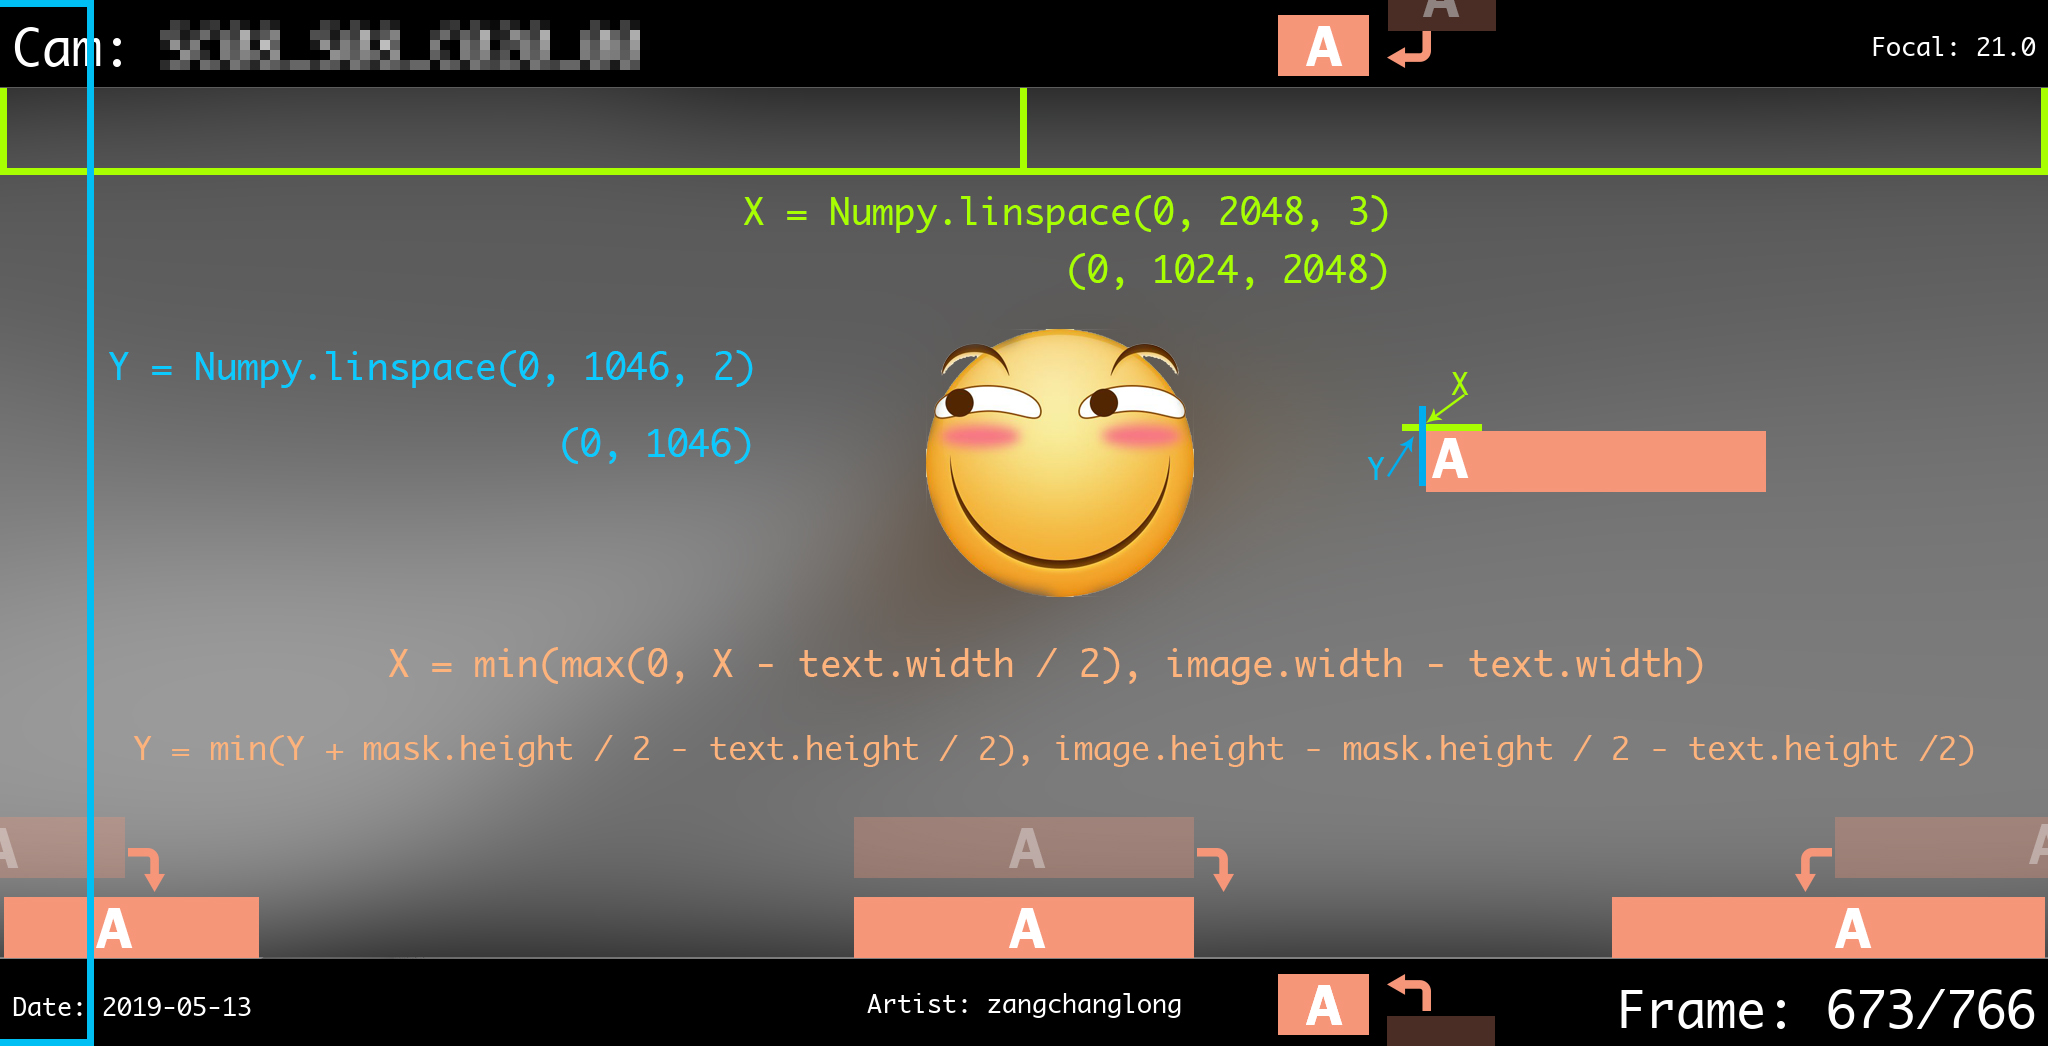 Cam:
A
A
Focal: 21.0
X = Numpy.linspace(0, 2048, 3)
(0, 1024, 2048)
Y = Numpy.linspace(0, 1046, 2)
(0, 1046)
X
Y
A
X = min(max(0, X - text.width / 2), image.width - text.width)
Y = min(Y + mask.height / 2 - text.height / 2), image.height - mask.height / 2 - text.height /2)
A
A
A
A
A
A
Date: 2019-05-13
Artist: zangchanglong
A
Frame: 673/766